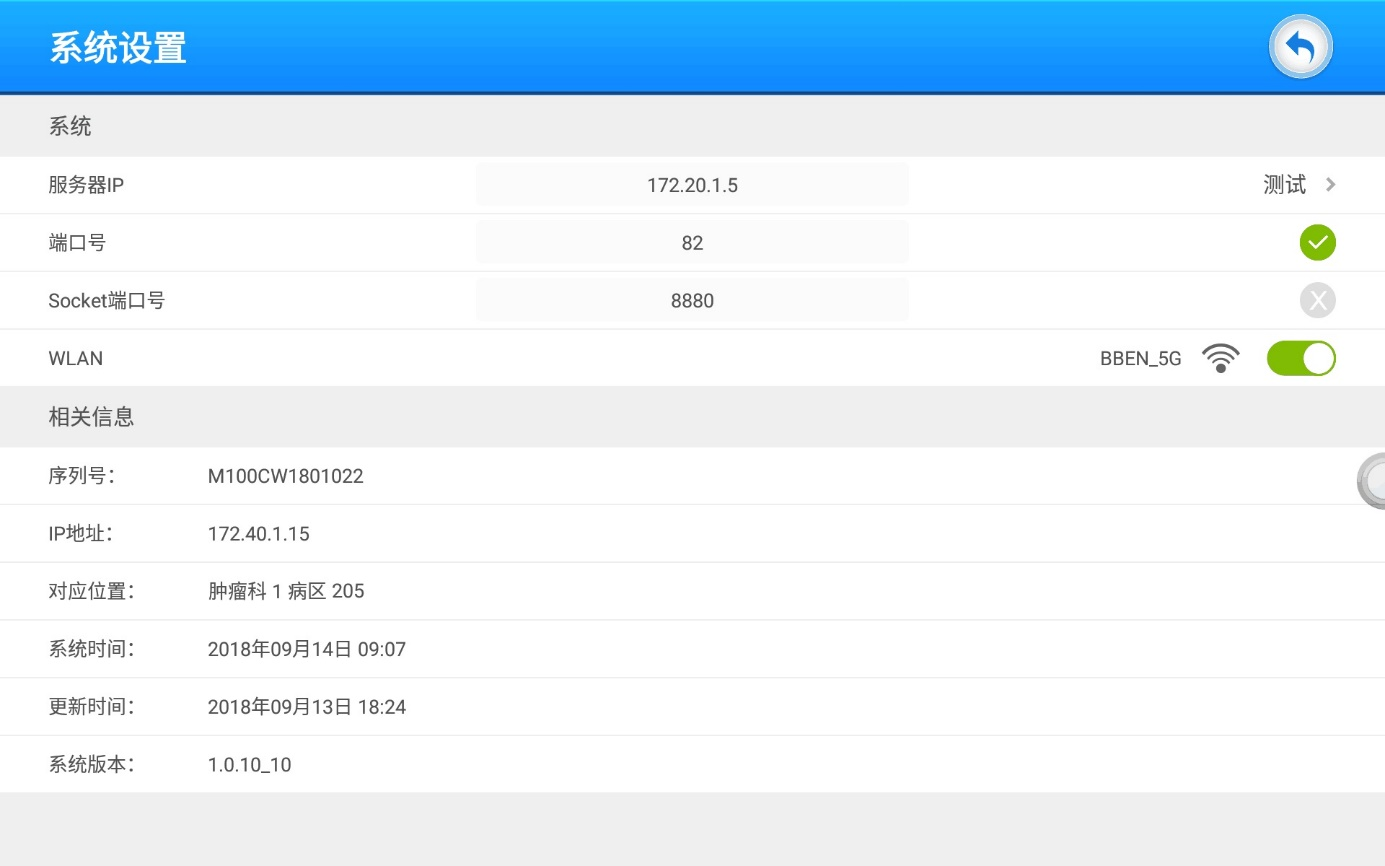 系统设置
系统
服务器IP 172.20.1.5 测试
端口号 82
Socket端口号 8880 X
WLAN BBEN_5G
相关信息
序列号： M100CW1801022
IP地址： 172.40.1.15
对应位置： 肿瘤科 1 病区 205
系统时间： 2018年09月14日 09:07
更新时间： 2018年09月13日 18:24
系统版本： 1.0.10_10